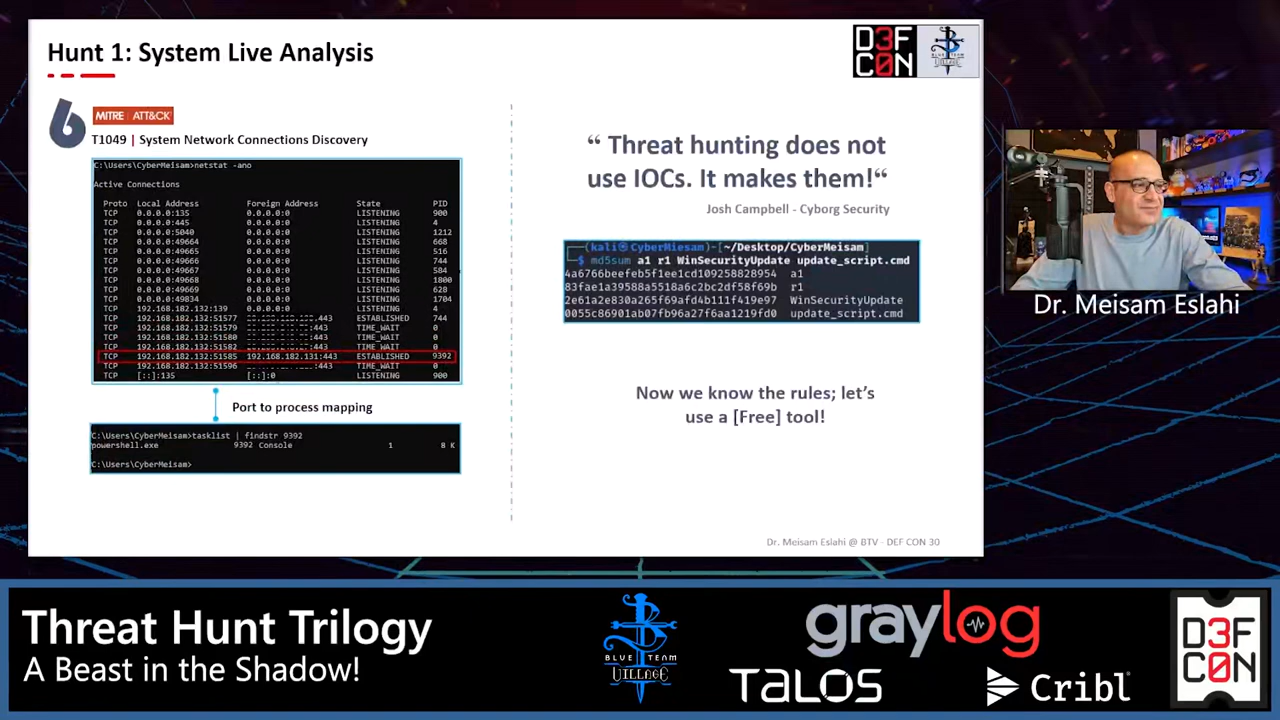 Hunt 1: System Live Analysis
D3F
C0N
6
MITRE | ATT&CK
T1049 | System Network Connections Discovery
C:\Users\CyberMeisam>netstat -ano
Active Connections
Proto Local Address Foreign Address State PID
TCP 0.0.0.0:135 0.0.0.0:0 LISTENING 900
TCP 0.0.0.0:445 0.0.0.0:0 LISTENING 4
TCP 0.0.0.0:5040 0.0.0.0:0 LISTENING 1212
TCP 0.0.0.0:49664 0.0.0.0:0 LISTENING 668
TCP 0.0.0.0:49665 0.0.0.0:0 LISTENING 516
TCP 0.0.0.0:49666 0.0.0.0:0 LISTENING 628
TCP 0.0.0.0:49667 0.0.0.0:0 LISTENING 584
TCP 0.0.0.0:49668 0.0.0.0:0 LISTENING 1800
TCP 0.0.0.0:49669 0.0.0.0:0 LISTENING 628
TCP 0.0.0.0:49834 0.0.0.0:0 LISTENING 1704
TCP 192.168.182.132:139 0.0.0.0:0 LISTENING 4
TCP 192.168.182.132:51577 :443 ESTABLISHED 744
TCP 192.168.182.132:51579 :443 TIME_WAIT 0
TCP 192.168.182.132:51580 :443 TIME_WAIT 0
TCP 192.168.182.132:51582 :443 TIME_WAIT 0
TCP 192.168.182.132:51585 192.168.182.131:443 ESTABLISHED 9392
TCP 192.168.182.132:51596 :443 TIME_WAIT 0
TCP [::]:135 [::]:0 LISTENING 900
Port to process mapping
C:\Users\CyberMeisam>tasklist | findstr 9392
powershell.exe 9392 Console 1 8 K
C:\Users\CyberMeisam>
“ Threat hunting does not
use IOCs. It makes them!“
Josh Campbell - Cyborg Security
(kali㉿CyberMiesam)-[~/Desktop/CyberMeisam]
md5sum a1 r1 WinSecurityUpdate update_script.cmd
4a6766beefeb5f1ee1cd109258828954 a1
83fae1a39588a5518a6c2bc2df58f69b r1
2e61a2e830a265f69afd4b111f419e97 WinSecurityUpdate
0055c86901ab07fb96a27f6aa1219fd0 update_script.cmd
Now we know the rules; let's
use a [Free] tool!
Dr. Meisam Eslahi @ BTV - DEF CON 30
Dr. Meisam Eslahi
Threat Hunt Trilogy
A Beast in the Shadow!
BLUE TEAM
VILLAGE
graylog
TALOS
Cribl
D3F
C0N